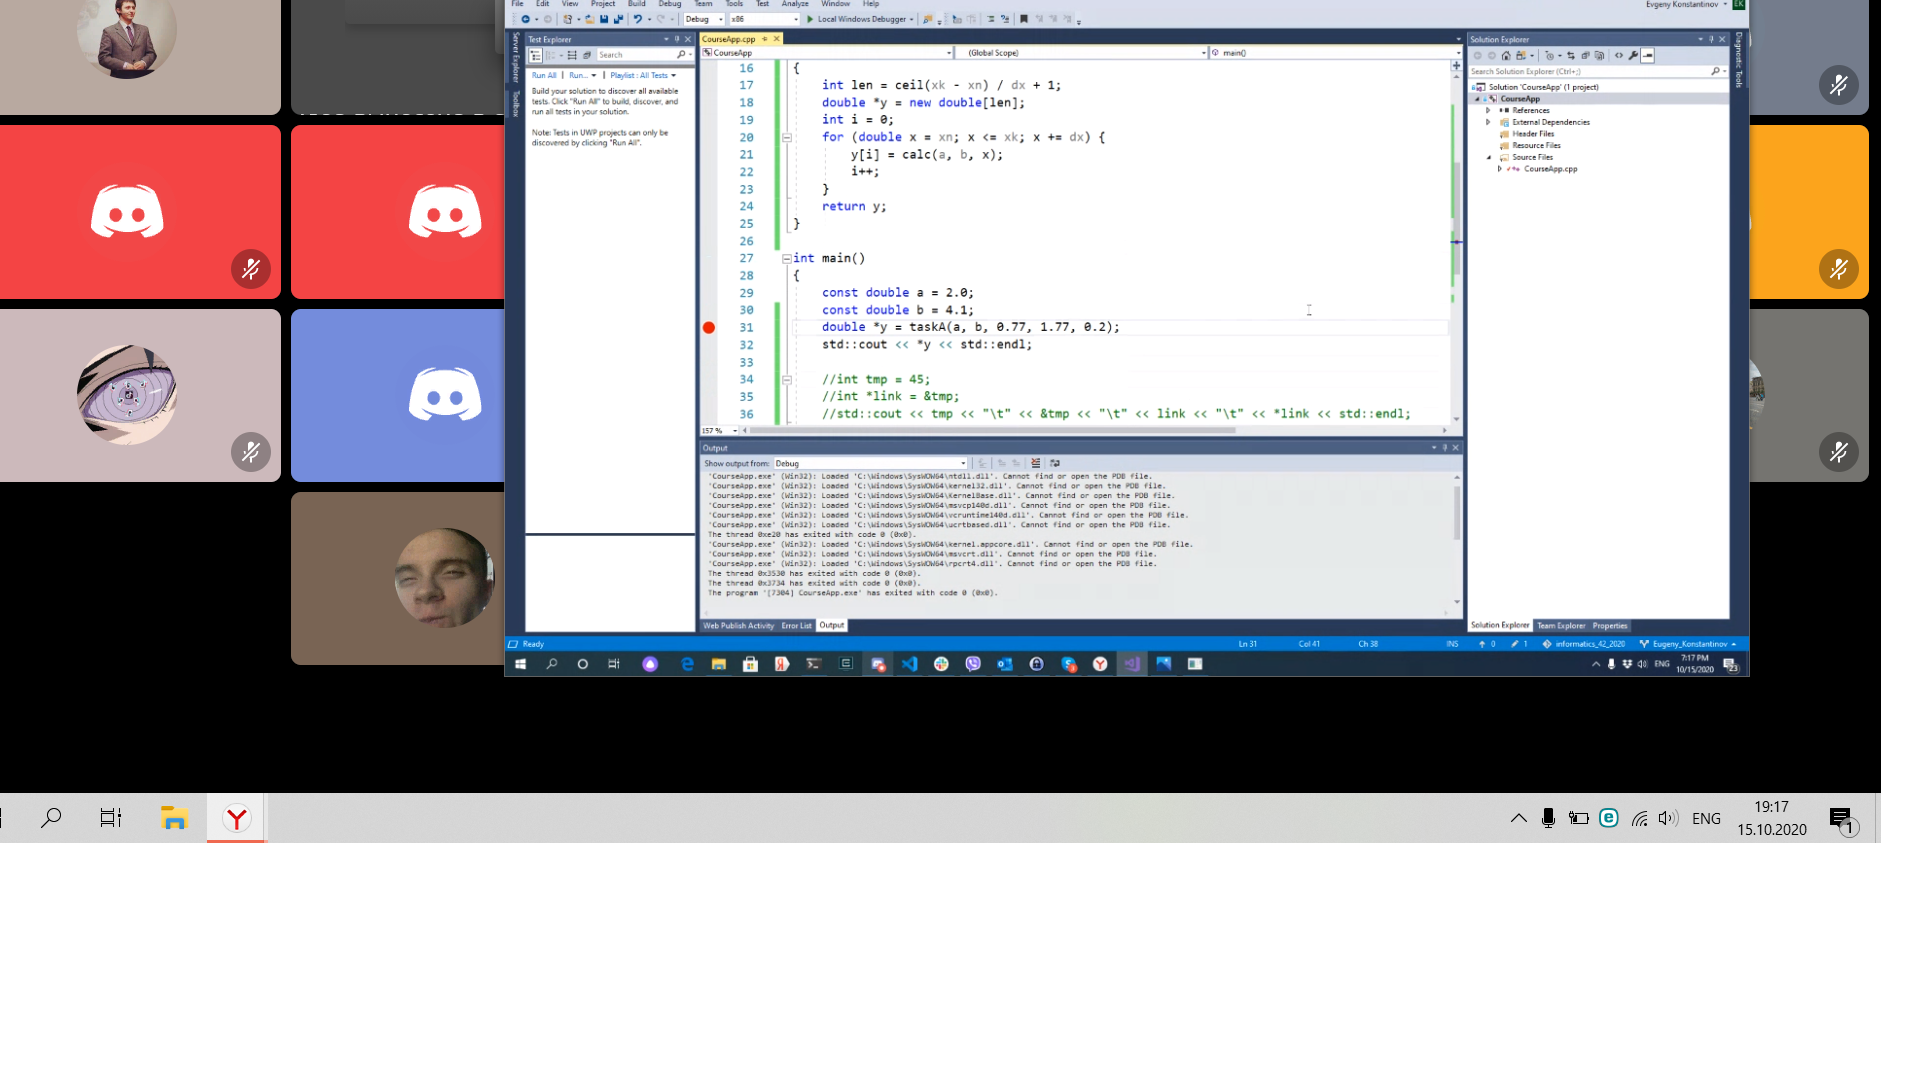 File Edit View Project Build Debug Team Tools Test Analyze Window Help
Evgeny Konstantinov EK
Debug x86 Local Windows Debugger
Server Explorer
Toolbox
Test Explorer
Search
Run All | Run... | Playlist : All Tests
Build your solution to discover all available
tests. Click "Run All" to build, discover, and
run all tests in your solution.
Note: Tests in UWP projects can only be
discovered by clicking "Run All".
CourseApp.cpp
CourseApp (Global Scope) main()
16 {
17 int len = ceil(xk - xn) / dx + 1;
18 double *y = new double[len];
19 int i = 0;
20 for (double x = xn; x <= xk; x += dx) {
21 y[i] = calc(a, b, x);
22 i++;
23 }
24 return y;
25 }
26
27 int main()
28 {
29 const double a = 2.0;
30 const double b = 4.1;
31 double *y = taskA(a, b, 0.77, 1.77, 0.2);
32 std::cout << *y << std::endl;
33
34 //int tmp = 45;
35 //int *link = &tmp;
36 //std::cout << tmp << "\t" << &tmp << "\t" << link << "\t" << *link << std::endl;
157 %
Output
Show output from: Debug
'CourseApp.exe' (Win32): Loaded 'C:\Windows\SysWOW64\ntdll.dll'. Cannot find or open the PDB file.
'CourseApp.exe' (Win32): Loaded 'C:\Windows\SysWOW64\kernel32.dll'. Cannot find or open the PDB file.
'CourseApp.exe' (Win32): Loaded 'C:\Windows\SysWOW64\KernelBase.dll'. Cannot find or open the PDB file.
'CourseApp.exe' (Win32): Loaded 'C:\Windows\SysWOW64\msvcp140d.dll'. Cannot find or open the PDB file.
'CourseApp.exe' (Win32): Loaded 'C:\Windows\SysWOW64\vcruntime140d.dll'. Cannot find or open the PDB file.
'CourseApp.exe' (Win32): Loaded 'C:\Windows\SysWOW64\ucrtbased.dll'. Cannot find or open the PDB file.
The thread 0xe20 has exited with code 0 (0x0).
'CourseApp.exe' (Win32): Loaded 'C:\Windows\SysWOW64\kernel.appcore.dll'. Cannot find or open the PDB file.
'CourseApp.exe' (Win32): Loaded 'C:\Windows\SysWOW64\msvcrt.dll'. Cannot find or open the PDB file.
'CourseApp.exe' (Win32): Loaded 'C:\Windows\SysWOW64\rpcrt4.dll'. Cannot find or open the PDB file.
The thread 0x3530 has exited with code 0 (0x0).
The thread 0x3734 has exited with code 0 (0x0).
The program '[7304] CourseApp.exe' has exited with code 0 (0x0).
Web Publish Activity Error List Output
Solution Explorer
Search Solution Explorer (Ctrl+;)
Solution 'CourseApp' (1 project)
CourseApp
References
External Dependencies
Header Files
Resource Files
Source Files
CourseApp.cpp
Solution Explorer Team Explorer Properties
Diagnostic Tools
Ready Ln 31 Col 41 Ch 38 INS 0 1 informatics_42_2020 Eugeny_Konstantinov
ENG 7:17 PM
10/15/2020
23
ENG
19:17
15.10.2020
1